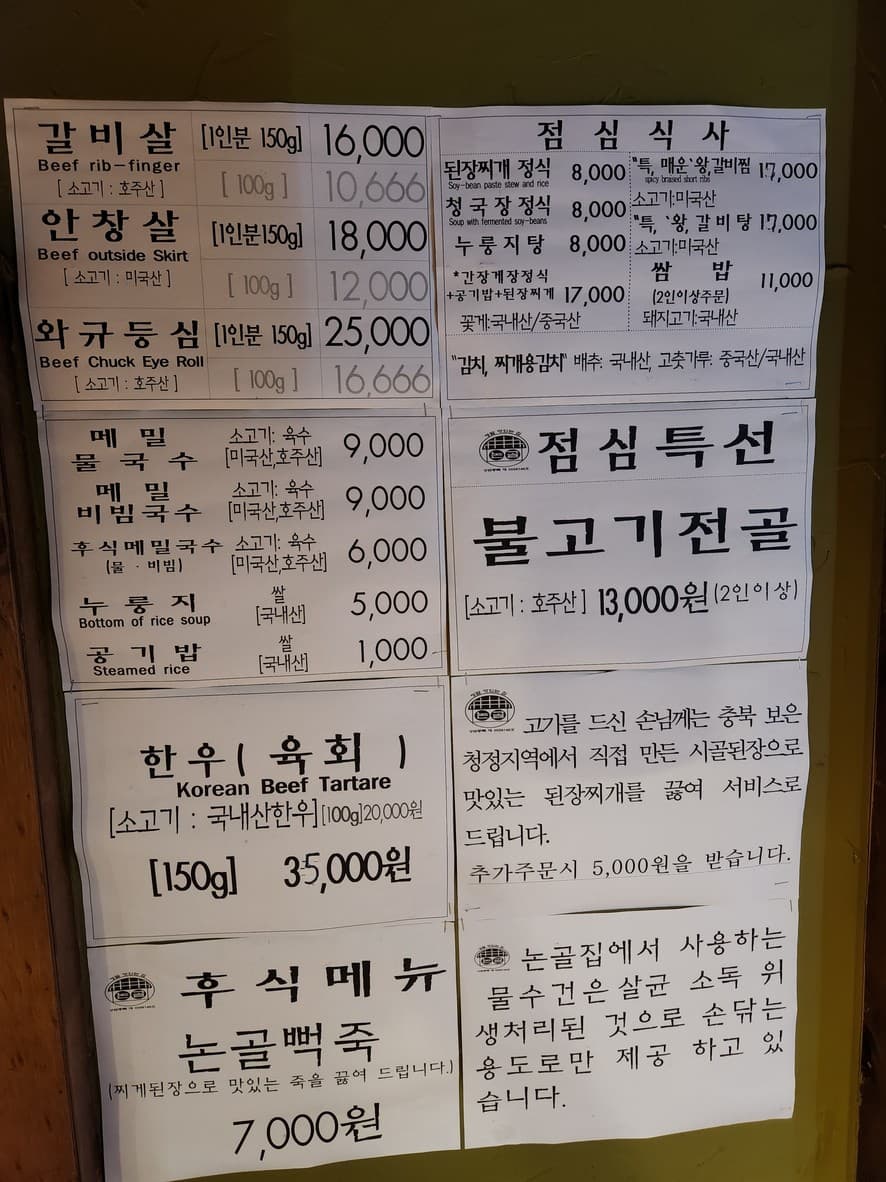 갈비살 [1인분 150g] 16,000
Beef rib-finger
[소고기 : 호주산] [100g] 10,666
안창살 [1인분150g] 18,000
Beef outside Skirt
[소고기 : 미국산] [100g] 12,000
와규등심 [1인분 150g] 25,000
Beef Chuck Eye Roll
[소고기 : 호주산] [100g] 16,666
점심식사
된장찌개 정식 8,000
Soy-bean paste stew and rice
청국장정식 8,000
Soup with fermented soy-beans
누룽지탕 8,000
*간장게장정식
+공기밥+된장찌개 17,000
꽃게:국내산/중국산
"특, 매운'왕,갈비찜 17,000
spicy braised short ribs
소고기:미국산
"특, '왕, 갈비탕 17,000
소고기:미국산
쌈 밥 11,000
(2인이상주문)
돼지고기:국내산
"김치, 찌개용김치" 배추: 국내산, 고춧가루: 중국산/국내산
메밀 소고기: 육수
물국수 [미국산,호주산] 9,000
메밀 소고기: 육수
비빔국수 [미국산,호주산] 9,000
후식메밀국수 소고기: 육수 6,000
(물 · 비빔) [미국산,호주산]
누룽지 쌀 5,000
Bottom of rice soup [국내산]
공기밥 쌀 1,000
Steamed rice [국내산]
점심특선
불고기전골
[소고기 : 호주산] 13,000원(2인이상)
한우( 육회 )
Korean Beef Tartare
[소고기 : 국내산한우][100g]20,000원
[150g] 35,000원
고기를 드신 손님께는 충북 보은
청정지역에서 직접 만든 시골된장으로
맛있는 된장찌개를 끓여 서비스로
드립니다.
추가주문시 5,000원을 받습니다.
후식메뉴
논골뻑죽
(찌게된장으로 맛있는 죽을 끓여 드립니다.)
7,000원
논골집에서 사용하는
물수건은살균 소독 위
생처리된 것으로 손닦는
용도로만 제공 하고 있
습니다.